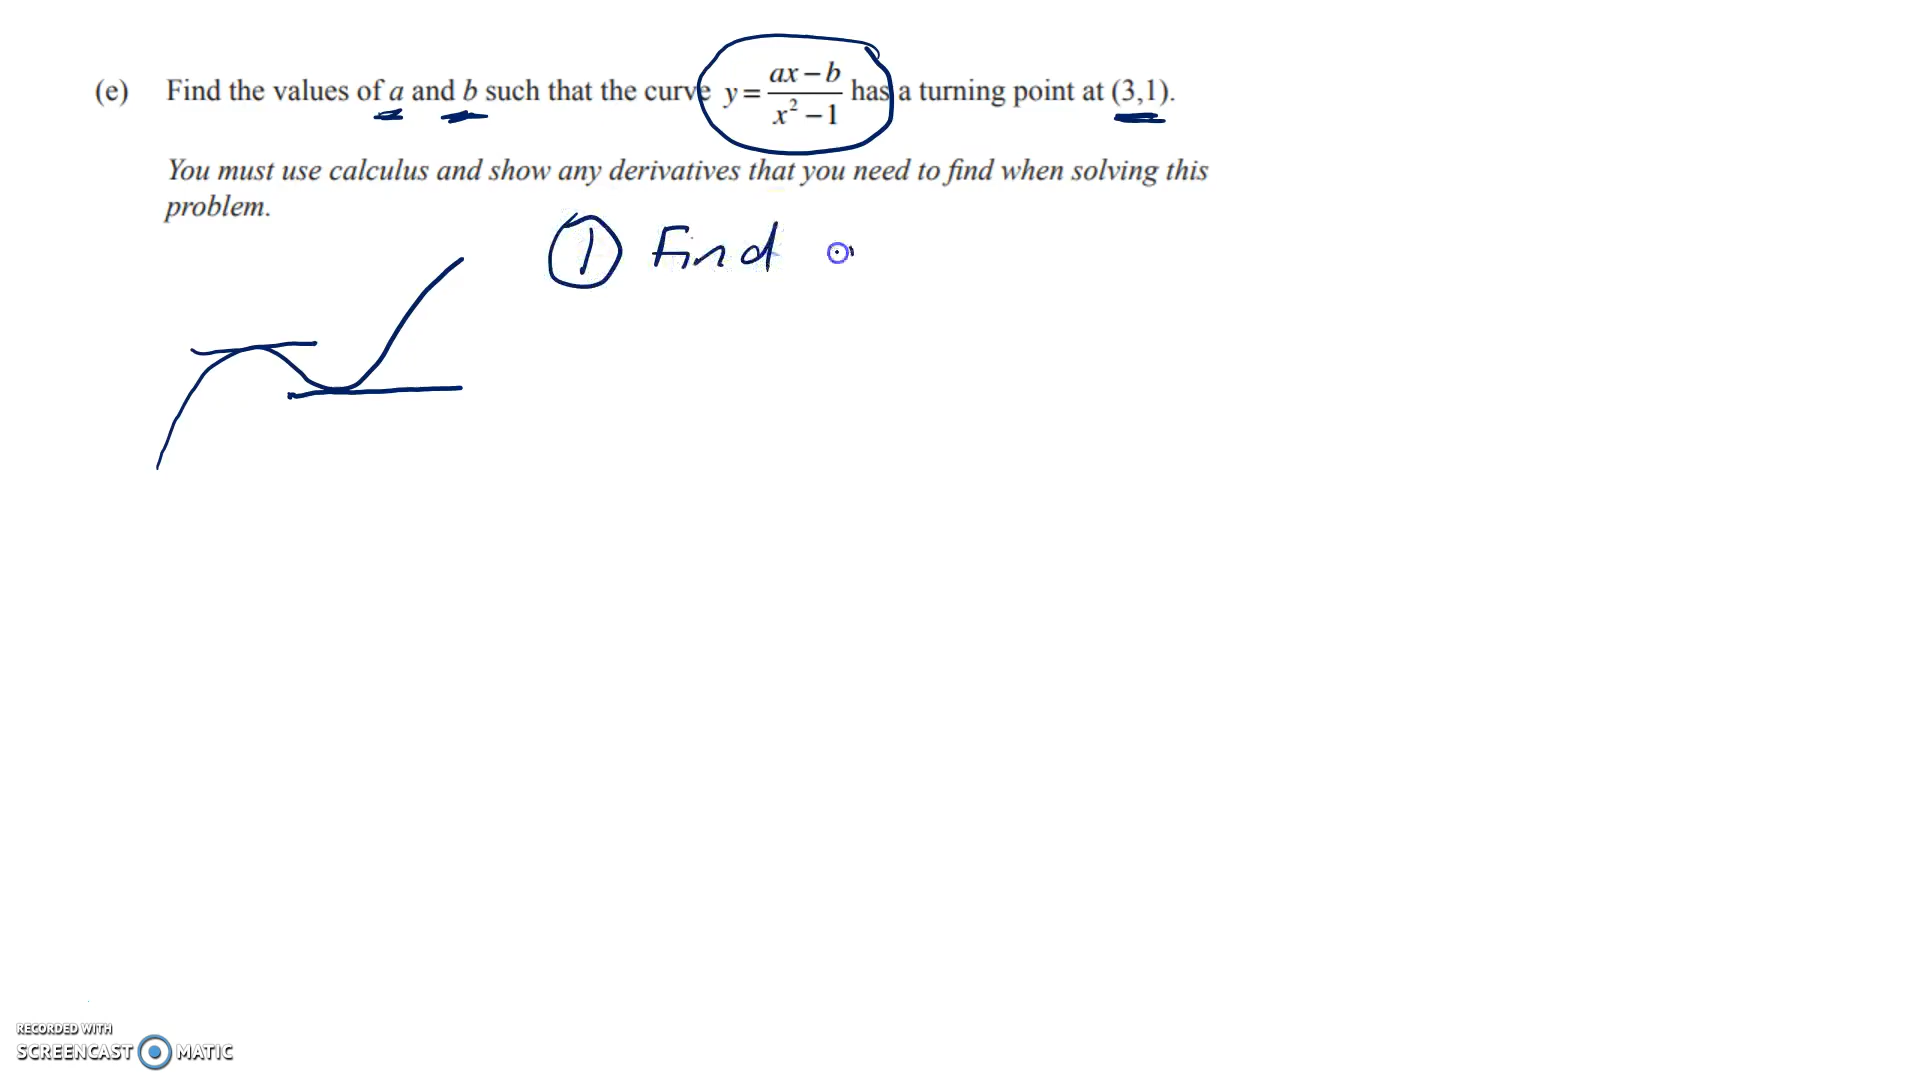 (e) Find the values of a and b such that the curve y = \frac{ax - b}{x^2 - 1} has a turning point at (3,1).
You must use calculus and show any derivatives that you need to find when solving this
problem.
① Find
RECORDED WITH
SCREENCAST MATIC